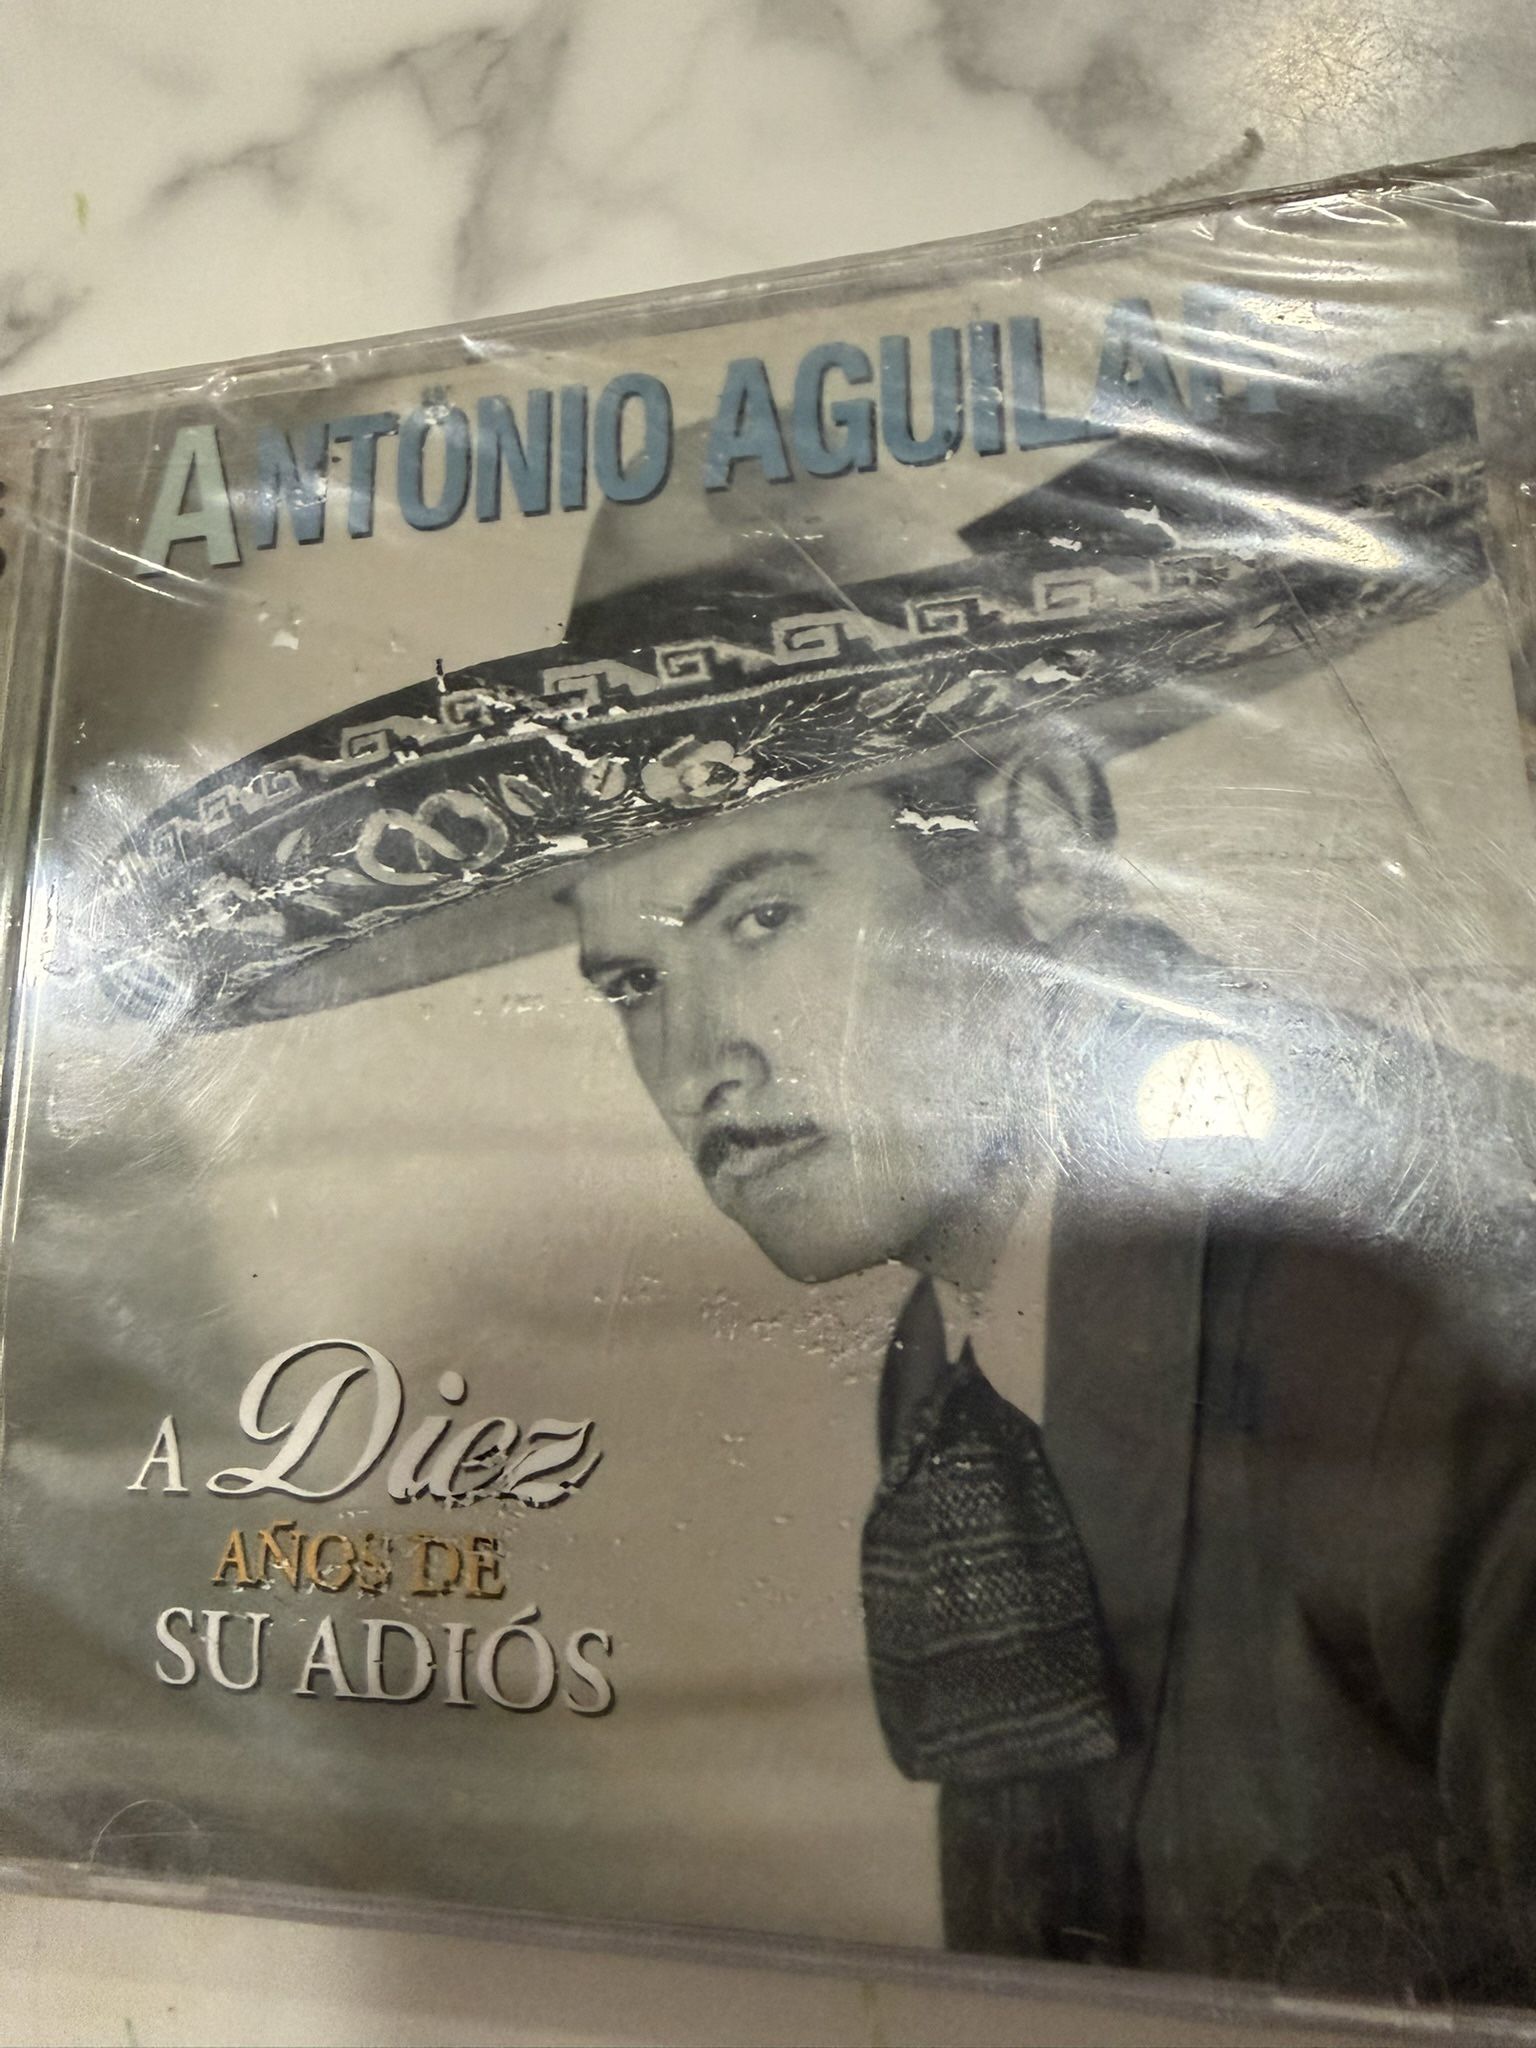 ANTONIO AGUILAR
A Diez
AÑOS DE
SU ADIÓS